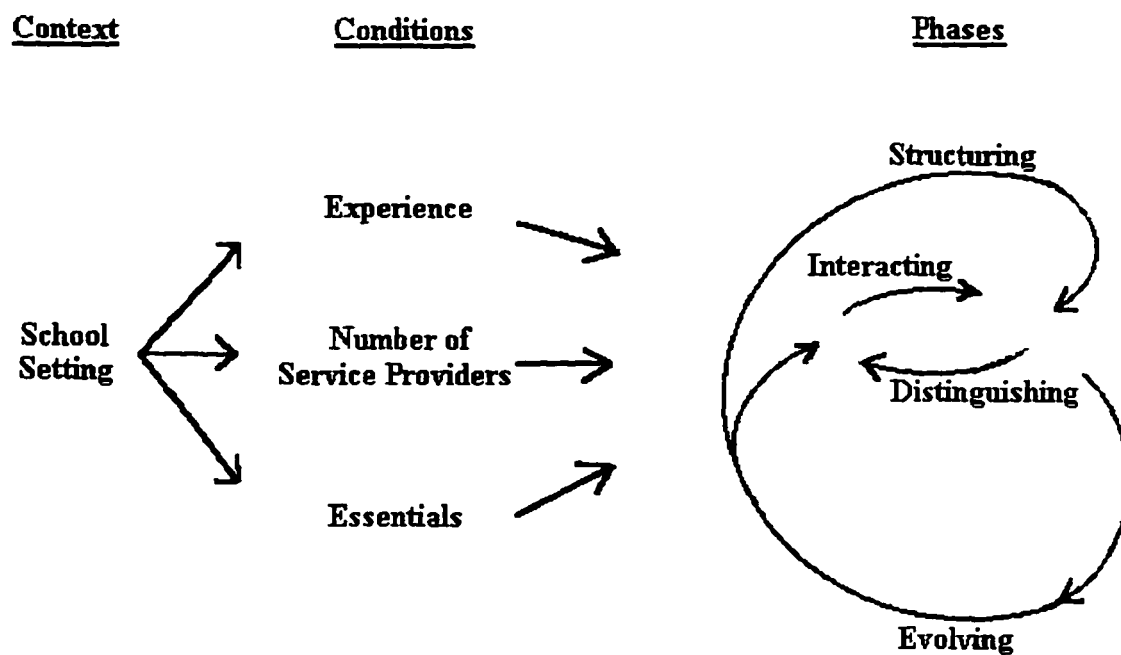 Context
Conditions
Phases
Structuring
Experience
Interacting
School
Setting
Number of
Service Providers
Distinguishing
Essentials
Evolving